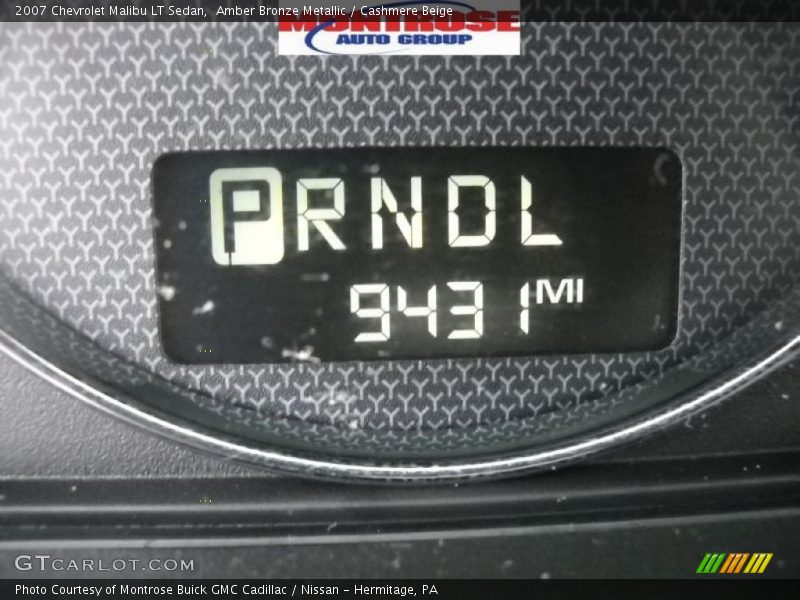 2007 Chevrolet Malibu LT Sedan,  Amber Bronze Metallic / Cashmere Beige
MONTROSE
AUTO GROUP
PRNDL
9431 MI
GTCARLOT.COM
Photo Courtesy of Montrose Buick GMC Cadillac / Nissan - Hermitage, PA